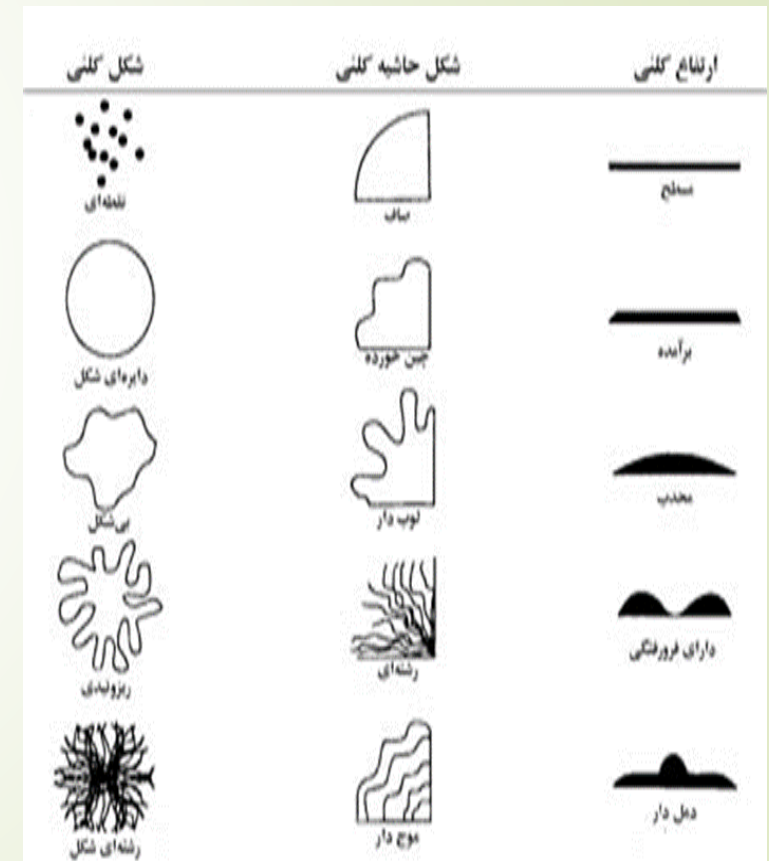 ارتفاع کلنی
شکل حاشیه کلنی
شکل کلنی
مسطح
صاف
نقطه‌ای
برآمده
چین خورده
دایره‌ای شکل
محدب
لوب دار
بی‌شکل
دارای فرورفتگی
رشته‌ای
ریزوئیدی
دمل دار
موج دار
رشته‌ای شکل